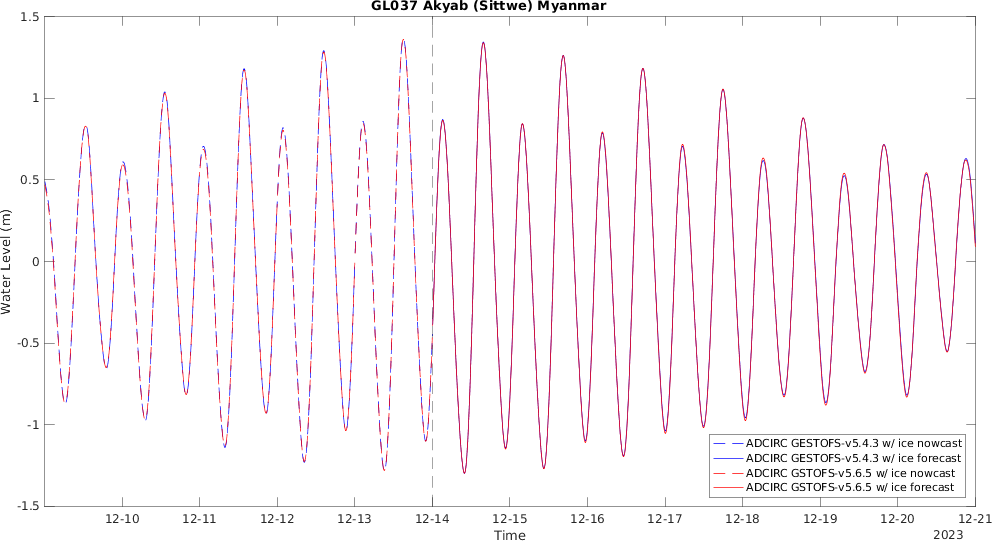 GL037 Akyab (Sittwe) Myanmar
1.5
1
0.5
0
-0.5
-1
-1.5
Water Level (m)
ADCIRC GESTOFS-v5.4.3 w/ ice nowcast
ADCIRC GESTOFS-v5.4.3 w/ ice forecast
ADCIRC GSTOFS-v5.6.5 w/ ice nowcast
ADCIRC GSTOFS-v5.6.5 w/ ice forecast
12-10 12-11 12-12 12-13 12-14 12-15 12-16 12-17 12-18 12-19 12-20 12-21
Time
2023